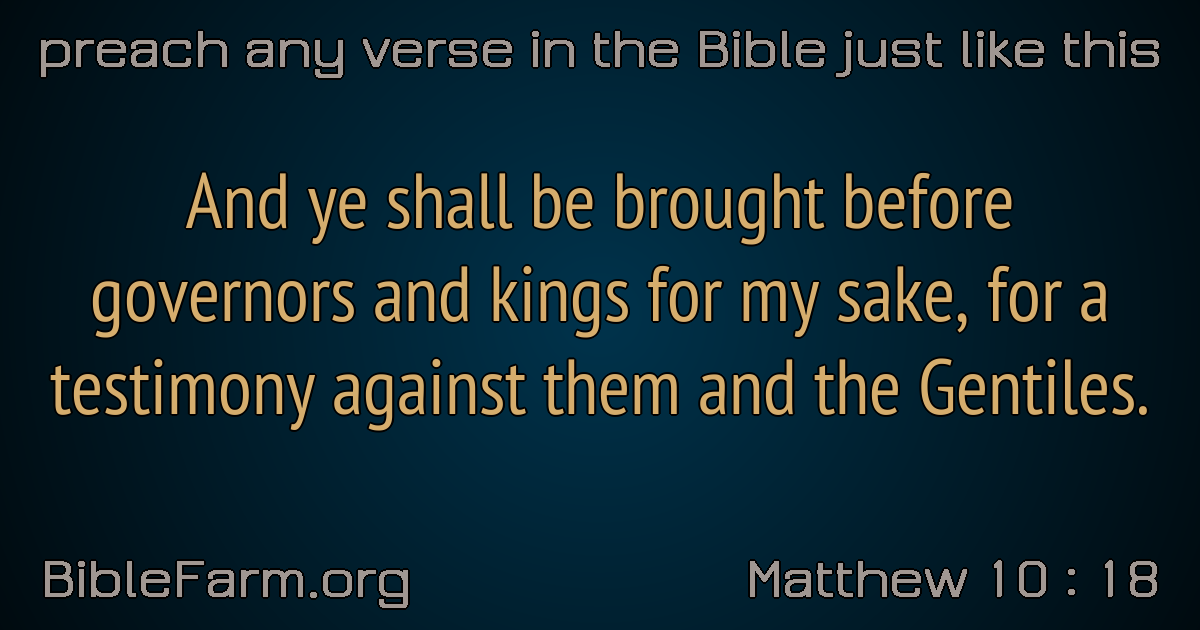 preach any verse in the Bible just like this
And ye shall be brought before
governors and kings for my sake, for a
testimony against them and the Gentiles.
BibleFarm.org
Matthew 10 : 18